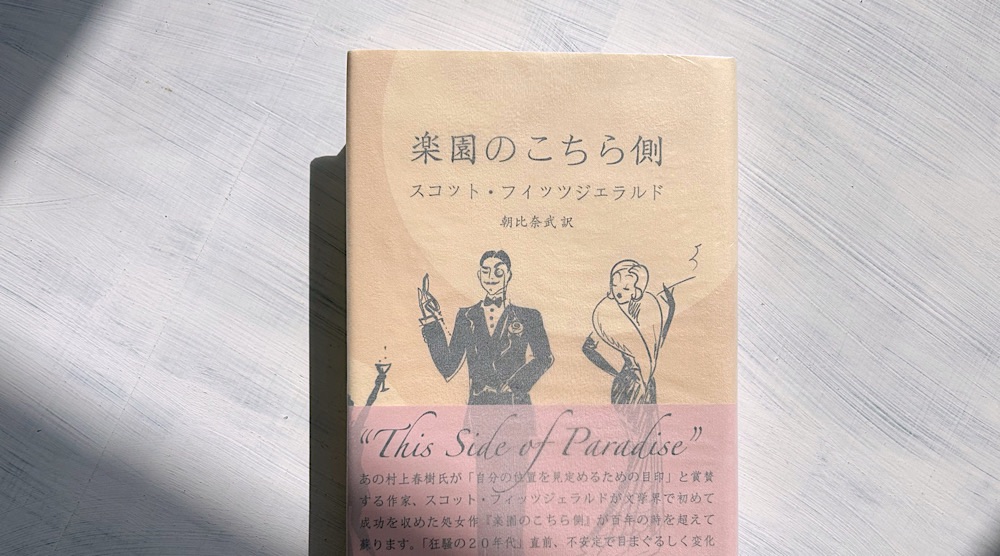 楽園のこちら側
スコット・フィッツジェラルド
朝比奈武 訳
“This Side of Paradise”
あの村上春樹氏が「自分の位置を見定めるための目印」と賞賛
する作家、スコット・フィッツジェラルドが文学界で初めて
成功を収めた処女作『楽園のこちら側』が百年の時を超えて
蘇ります。「狂騒の２０年代」直前、不安定で目まぐるしく変化